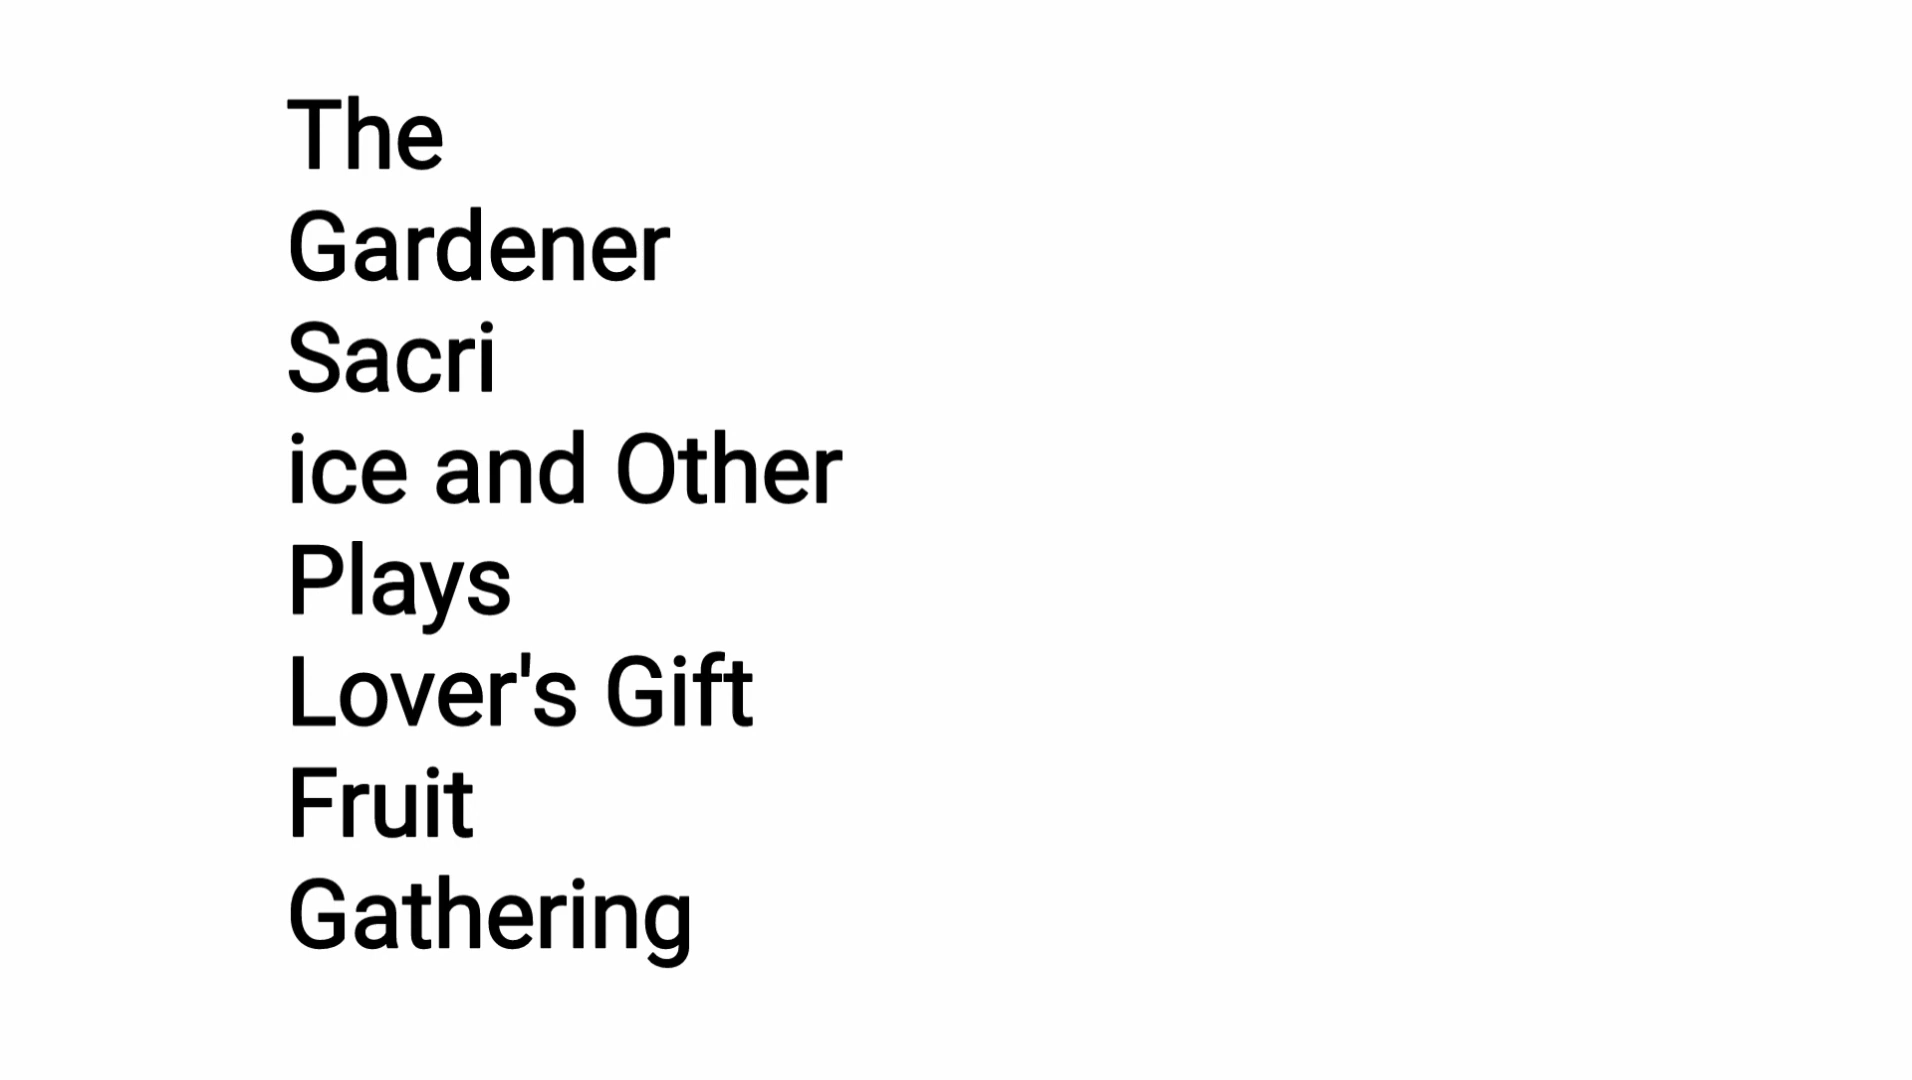 The
Gardener
Sacri
ice and Other
Plays
Lover's Gift
Fruit
Gathering